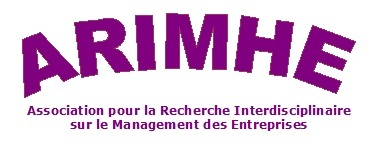 ARIMHE
Association pour la Recherche Interdisciplinaire
sur le Management des Entreprises